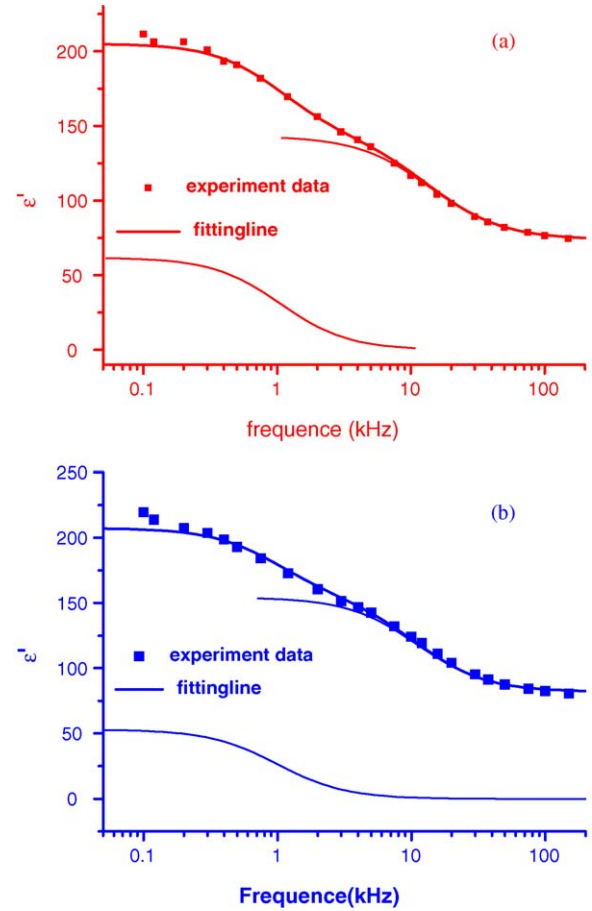 (a)
200
150
100
50
0
ε'
experiment data
fittingline
0.1 1 10 100
frequence (kHz)
250
(b)
200
150
100
50
0
ε'
experiment data
fittingline
0.1 1 10 100
Frequence(kHz)